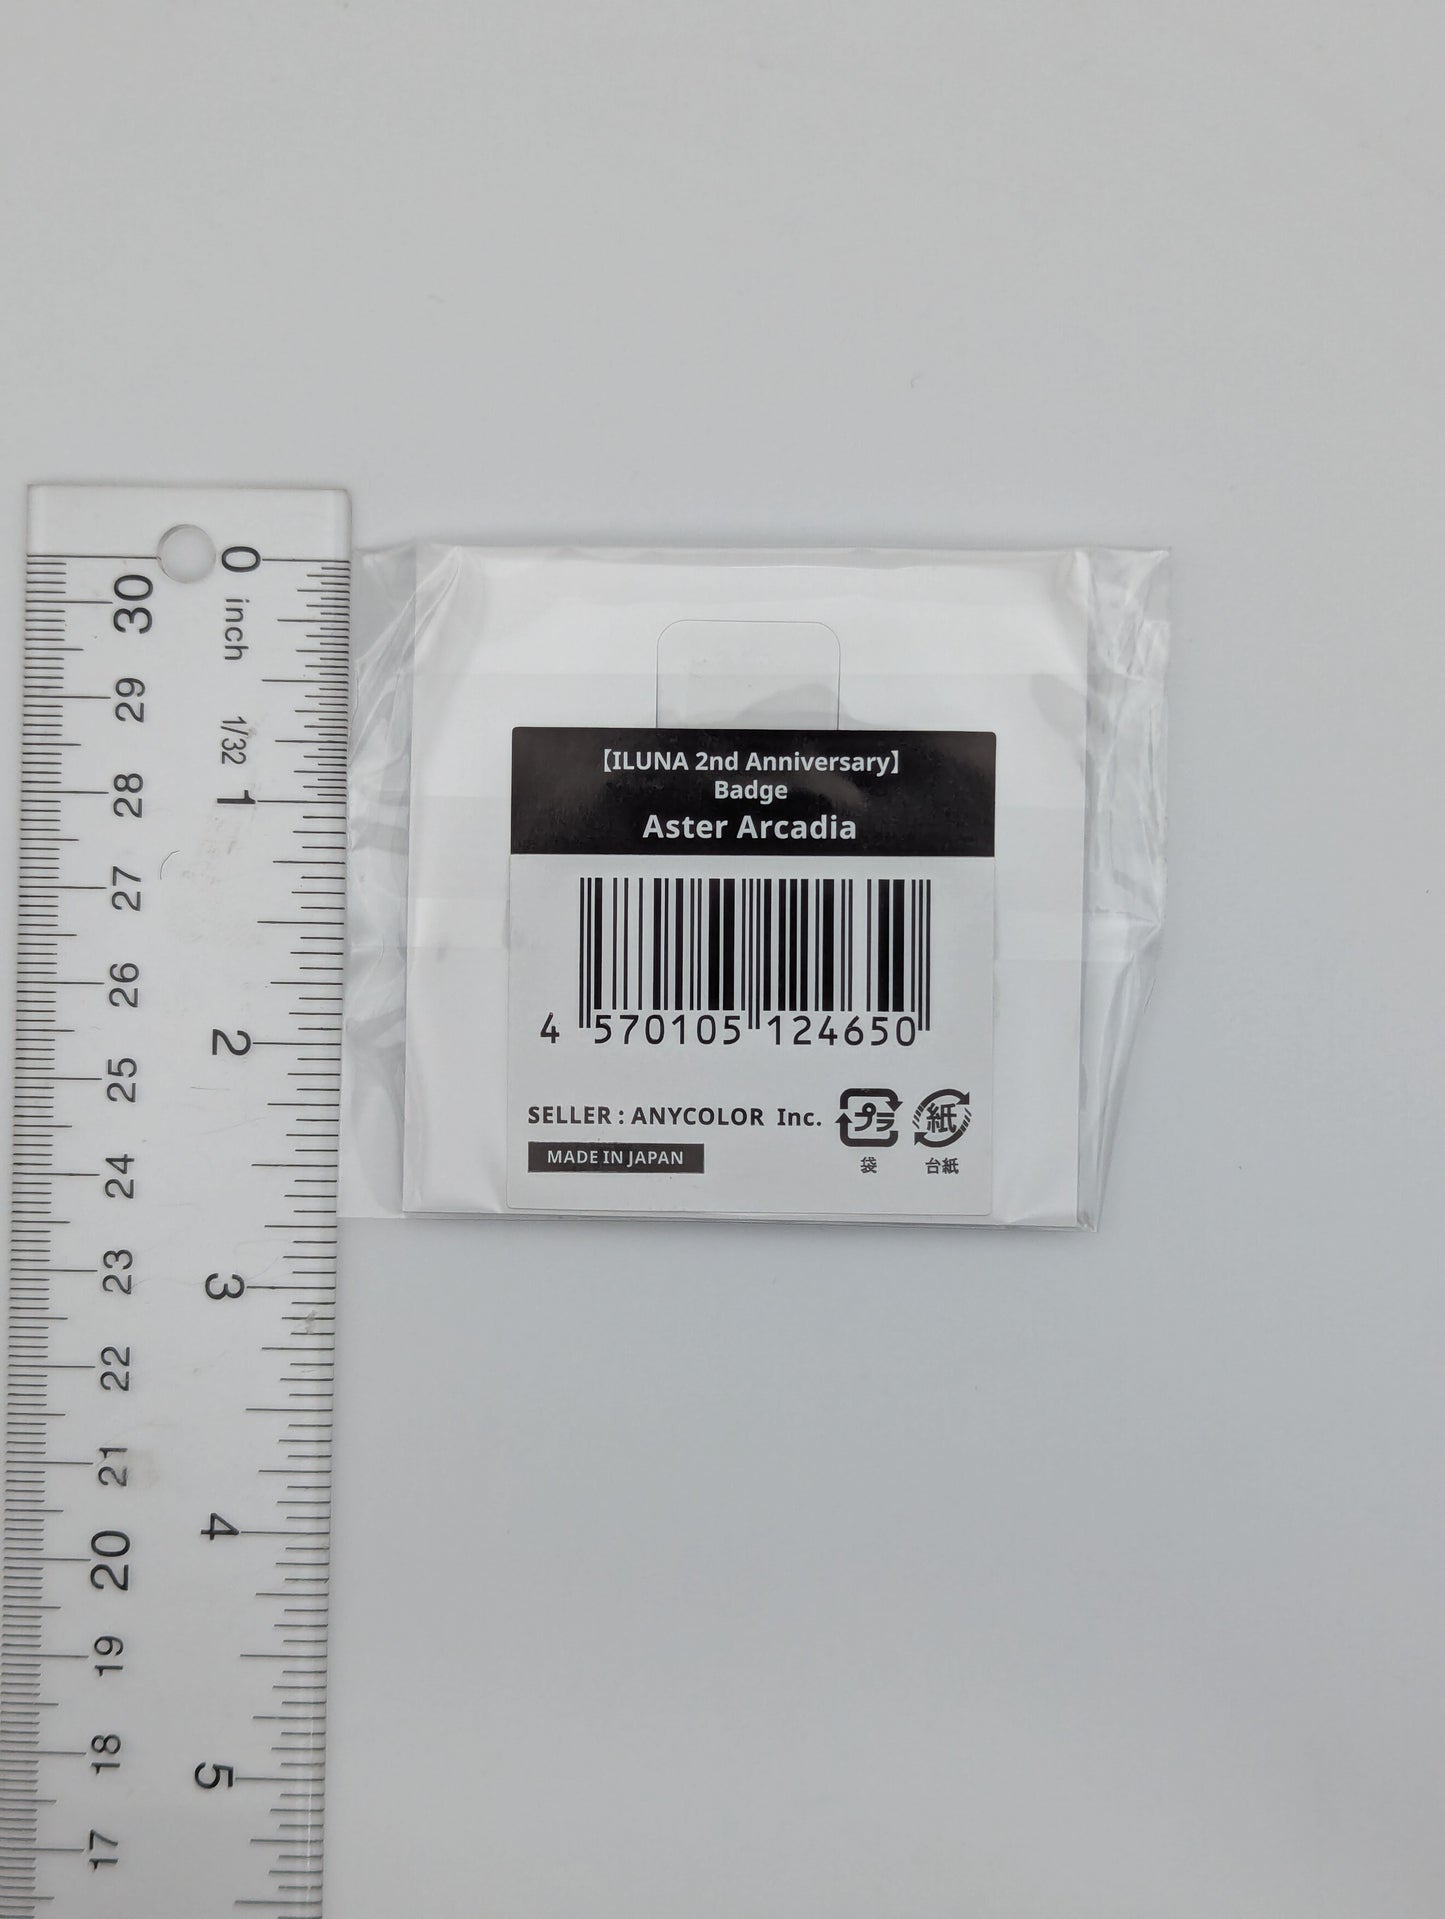 0
inch
1/32
1
2
3
4
5
30
29
28
27
26
25
24
23
22
21
20
19
18
17
【ILUNA 2nd Anniversary】
Badge
Aster Arcadia
4 570105 124650
SELLER : ANYCOLOR Inc.
プラ 紙
MADE IN JAPAN
袋 台紙